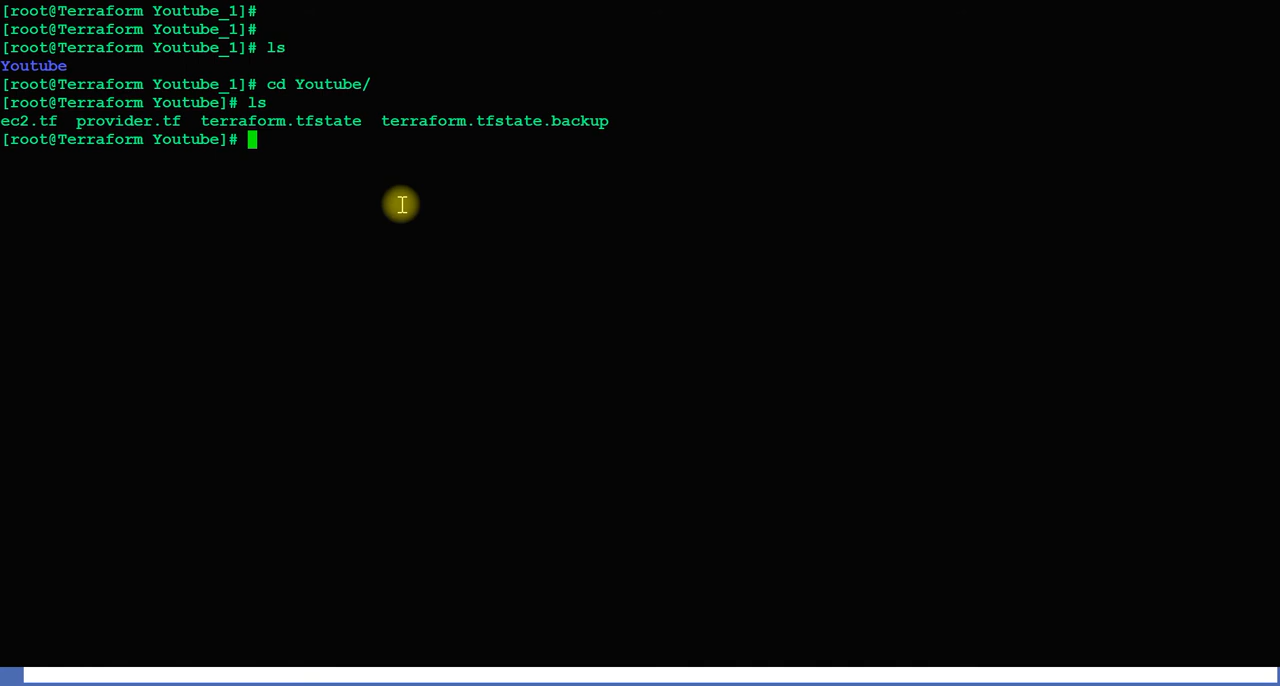 [root@Terraform Youtube_1]#
[root@Terraform Youtube_1]#
[root@Terraform Youtube_1]# ls
Youtube
[root@Terraform Youtube_1]# cd Youtube/
[root@Terraform Youtube]# ls
ec2.tf  provider.tf  terraform.tfstate  terraform.tfstate.backup
[root@Terraform Youtube]#